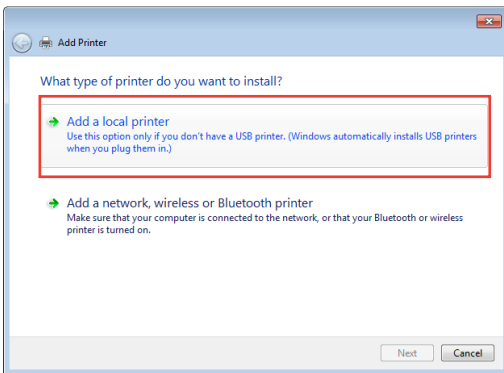 Add Printer
What type of printer do you want to install?
Add a local printer
Use this option only if you don't have a USB printer. (Windows automatically installs USB printers
when you plug them in.)
Add a network, wireless or Bluetooth printer
Make sure that your computer is connected to the network, or that your Bluetooth or wireless
printer is turned on.
Next Cancel